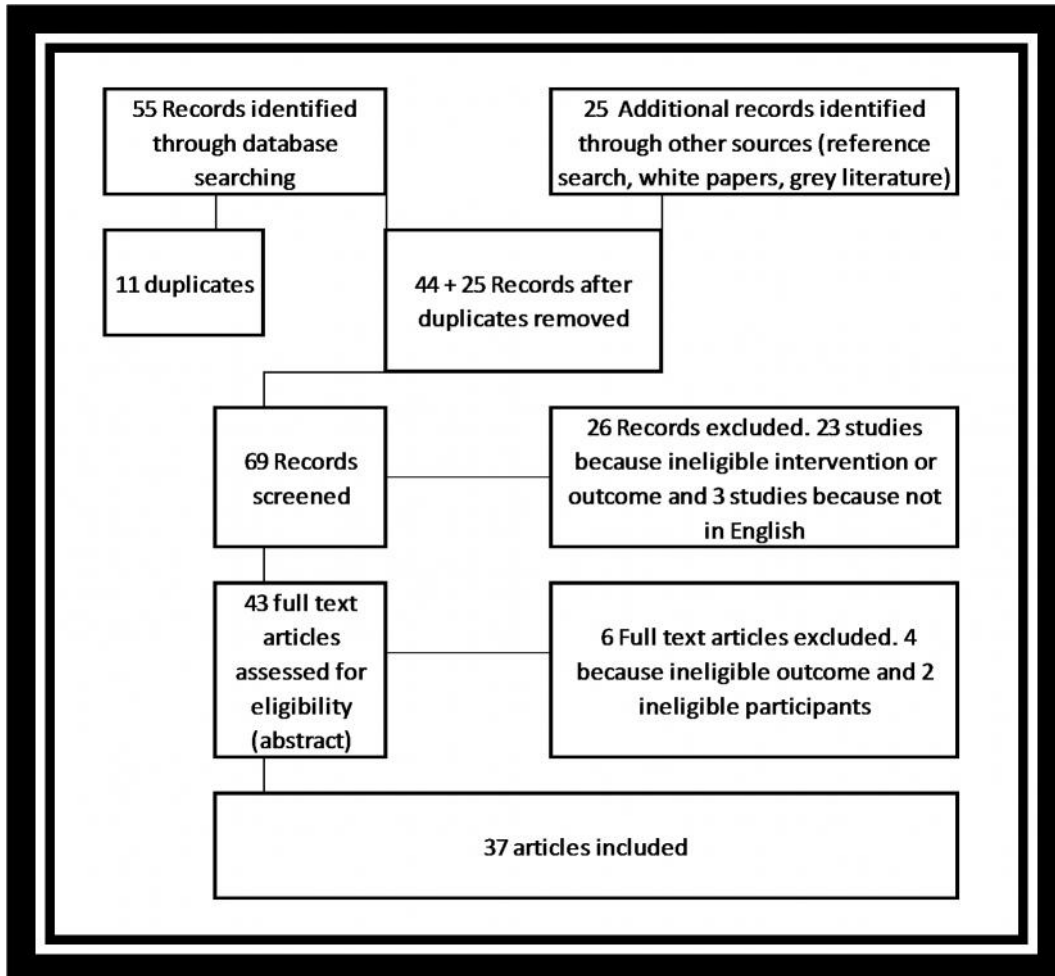 55 Records identified
through database
searching
25 Additional records identified
through other sources (reference
search, white papers, grey literature)
11 duplicates
44 + 25 Records after
duplicates removed
69 Records
screened
26 Records excluded. 23 studies
because ineligible intervention or
outcome and 3 studies because not
in English
43 full text
articles
assessed for
eligibility
(abstract)
6 Full text articles excluded. 4
because ineligible outcome and 2
ineligible participants
37 articles included